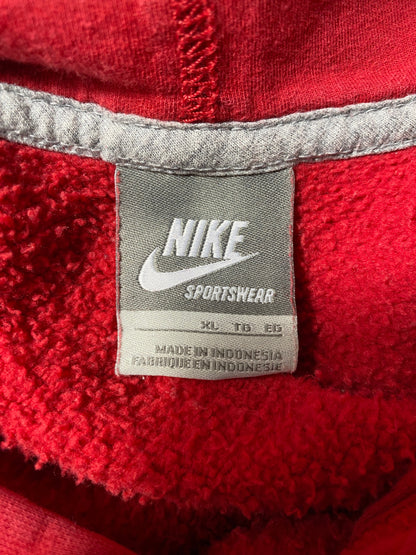 NIKE
SPORTSWEAR
XL TG EG
MADE IN INDONESIA
FABRIQUE EN INDONESIE